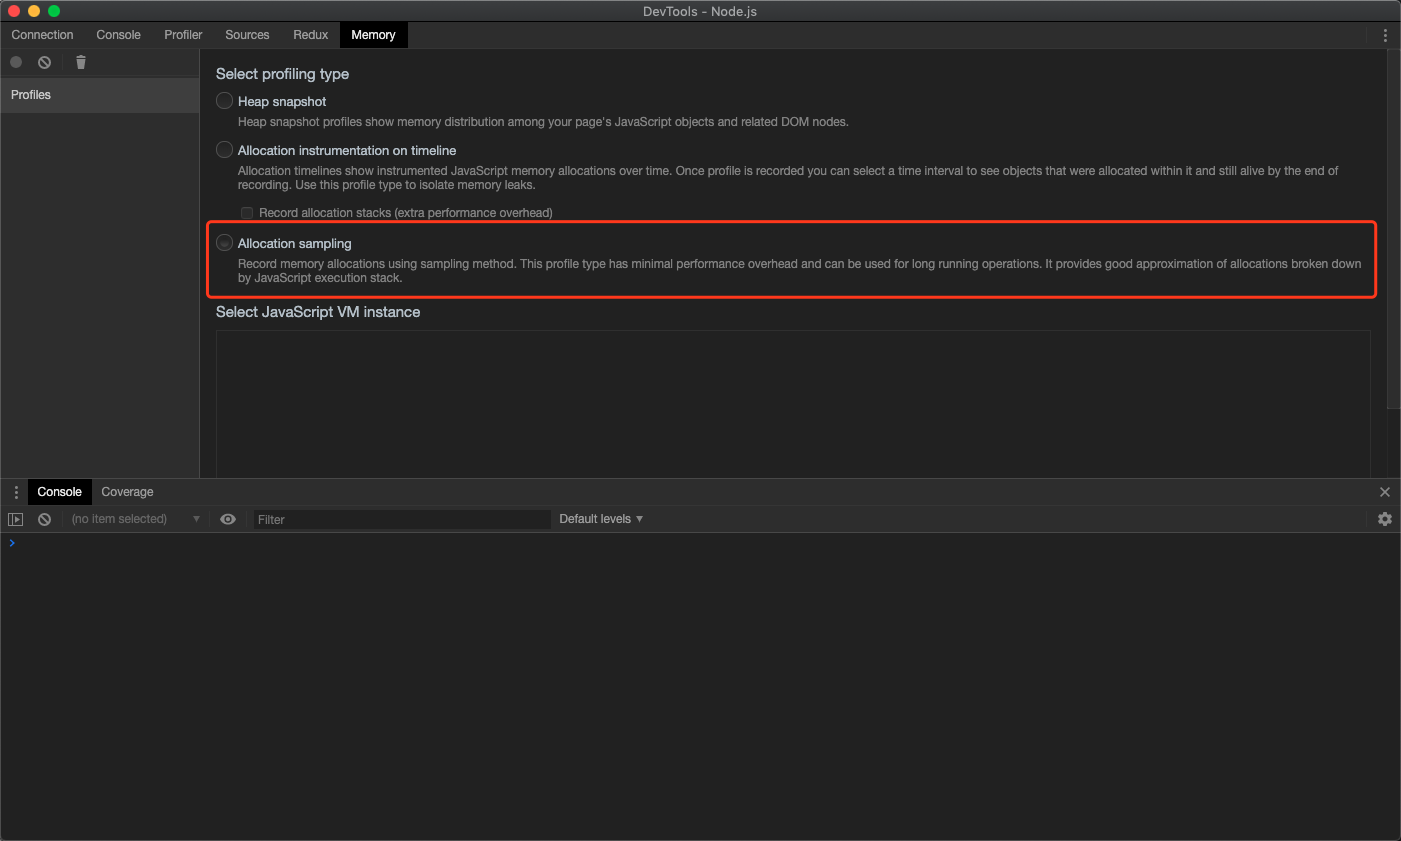 DevTools - Node.js
Connection Console Profiler Sources Redux Memory
Profiles
Select profiling type
Heap snapshot
Heap snapshot profiles show memory distribution among your page's JavaScript objects and related DOM nodes.
Allocation instrumentation on timeline
Allocation timelines show instrumented JavaScript memory allocations over time. Once profile is recorded you can select a time interval to see objects that were allocated within it and still alive by the end of
recording. Use this profile type to isolate memory leaks.
Record allocation stacks (extra performance overhead)
Allocation sampling
Record memory allocations using sampling method. This profile type has minimal performance overhead and can be used for long running operations. It provides good approximation of allocations broken down
by JavaScript execution stack.
Select JavaScript VM instance
Console Coverage
(no item selected) Filter Default levels